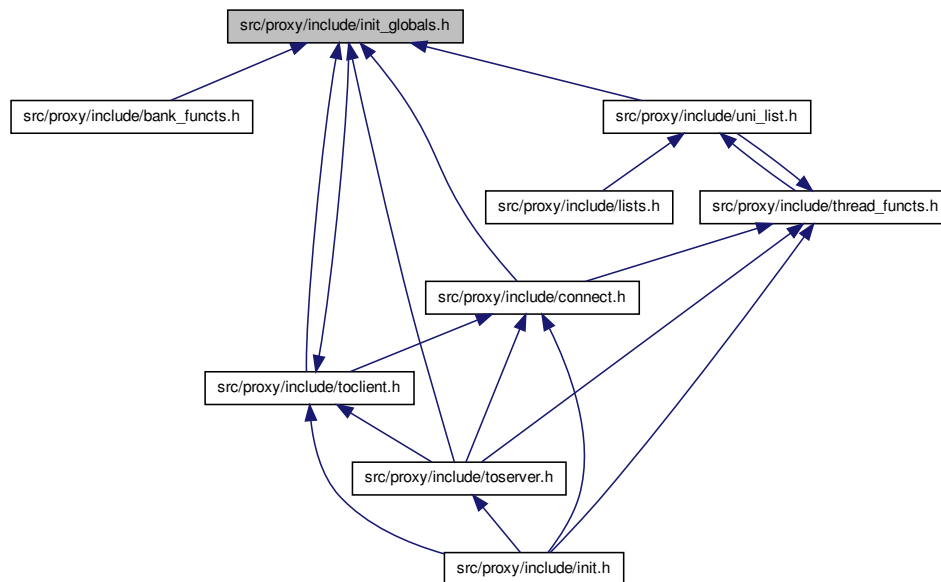 src/proxy/include/init_globals.h
src/proxy/include/bank_functs.h
src/proxy/include/uni_list.h
src/proxy/include/lists.h
src/proxy/include/thread_functs.h
src/proxy/include/connect.h
src/proxy/include/toclient.h
src/proxy/include/toserver.h
src/proxy/include/init.h